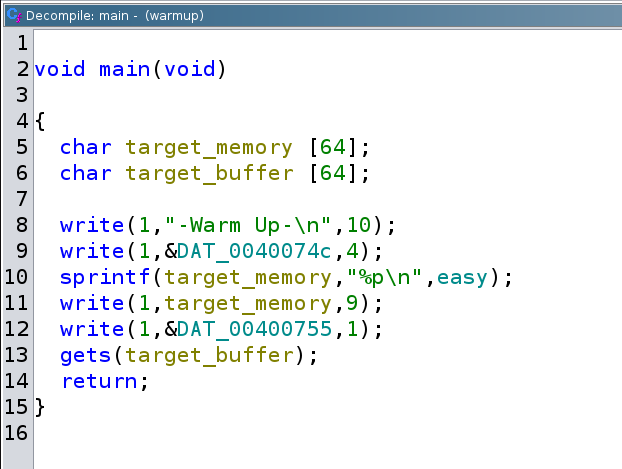 Decompile: main - (warmup)
1
2 void main(void)
3
4 {
5 char target_memory [64];
6 char target_buffer [64];
7
8 write(1,"-Warm Up-\n",10);
9 write(1,&DAT_0040074c,4);
10 sprintf(target_memory,"%p\n",easy);
11 write(1,target_memory,9);
12 write(1,&DAT_00400755,1);
13 gets(target_buffer);
14 return;
15 }
16